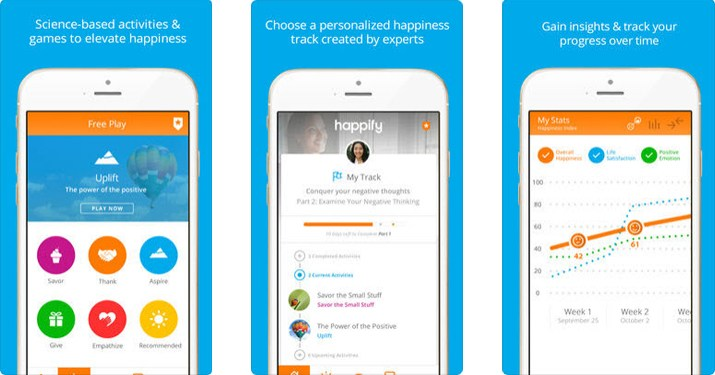 Science-based activities &
games to elevate happiness
Free Play
Uplift
The power of the positive
PLAY NOW
Savor
Thank
Aspire
Give
Empathize
Recommended
Choose a personalized happiness
track created by experts
happify
My Track
Conquer your negative thoughts
Part 2: Examine Your Negative Thinking
Part 1
3 Completed Activities
2 Current Activities
Savor the Small Stuff
Savor the Small Stuff
The Power of the Positive
Uplift
6 Upcoming Activities
Gain insights & track your
progress over time
My Stats
Happiness Index
Overall
Happiness
Life
Satisfaction
Positive
Emotion
100
80
60
40
20
0
42
61
Week 1
September 25
Week 2
October 2
We
Oc